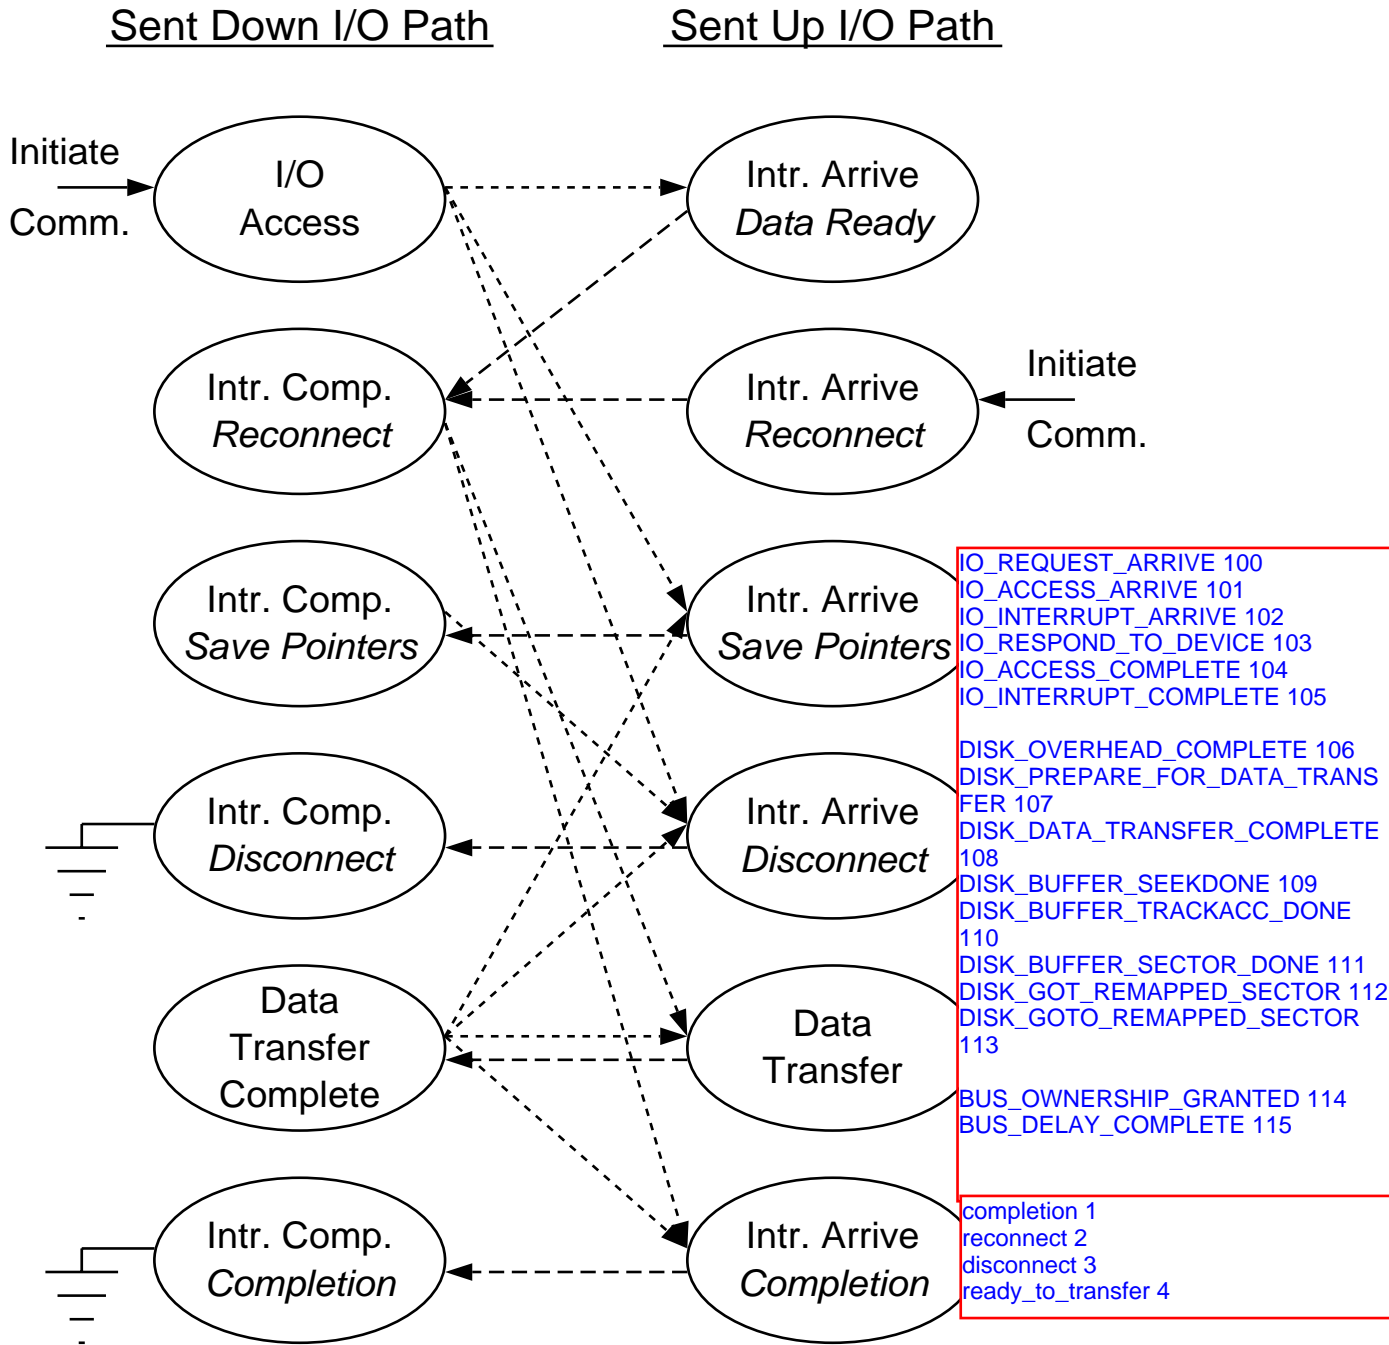 Sent Down I/O Path
Sent Up I/O Path
Initiate
Comm.
I/O
Access
Intr. Arrive
Data Ready
Intr. Comp.
Reconnect
Intr. Arrive
Reconnect
Initiate
Comm.
Intr. Comp.
Save Pointers
Intr. Arrive
Save Pointers
Intr. Comp.
Disconnect
Intr. Arrive
Disconnect
Data
Transfer
Complete
Data
Transfer
Intr. Comp.
Completion
Intr. Arrive
Completion
IO_REQUEST_ARRIVE 100
IO_ACCESS_ARRIVE 101
IO_INTERRUPT_ARRIVE 102
IO_RESPOND_TO_DEVICE 103
IO_ACCESS_COMPLETE 104
IO_INTERRUPT_COMPLETE 105
DISK_OVERHEAD_COMPLETE 106
DISK_PREPARE_FOR_DATA_TRANS
FER 107
DISK_DATA_TRANSFER_COMPLETE
108
DISK_BUFFER_SEEKDONE 109
DISK_BUFFER_TRACKACC_DONE
110
DISK_BUFFER_SECTOR_DONE 111
DISK_GOT_REMAPPED_SECTOR 112
DISK_GOTO_REMAPPED_SECTOR
113
BUS_OWNERSHIP_GRANTED 114
BUS_DELAY_COMPLETE 115
completion 1
reconnect 2
disconnect 3
ready_to_transfer 4